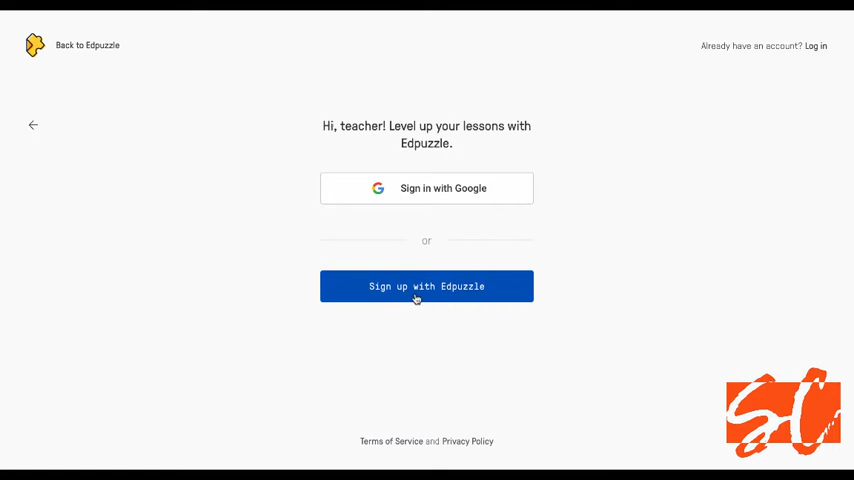 Back to Edpuzzle
Already have an account? Log in
Hi, teacher! Level up your lessons with
Edpuzzle.
Sign in with Google
or
Sign up with Edpuzzle
SC
Terms of Service and Privacy Policy